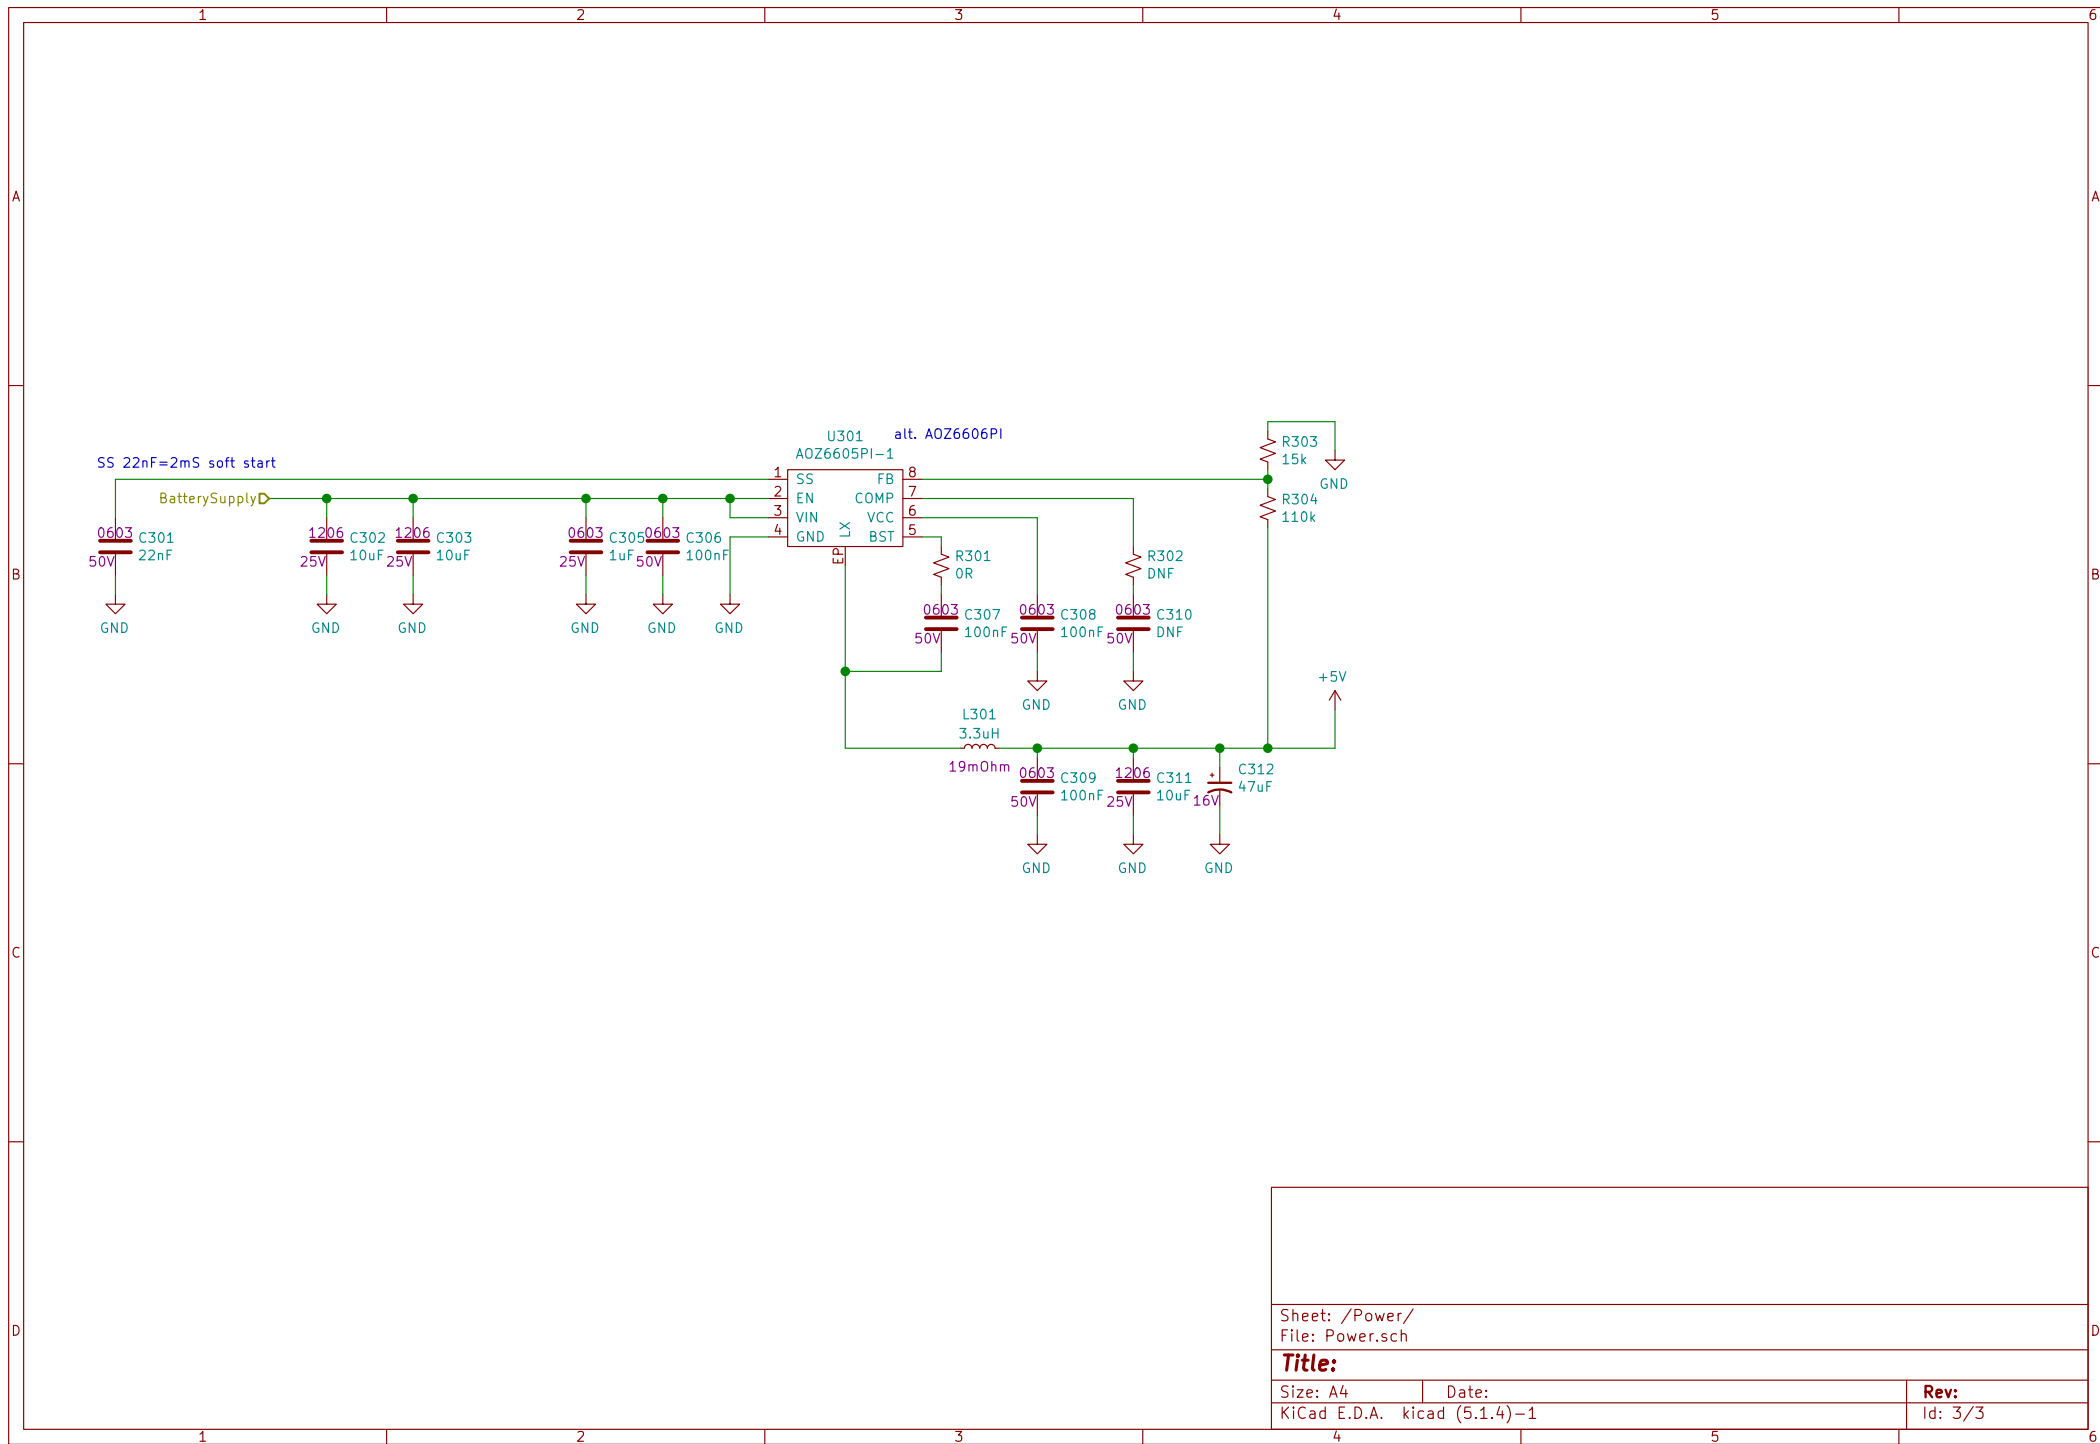 1 2 3 4 5 6
A A
alt. AOZ6606PI
U301
AOZ6605PI-1
SS 22nF=2mS soft start
BatterySupply
1 SS
2 EN
3 VIN
4 GND
LX
EP
FB 8
COMP 7
VCC 6
BST 5
R303
15k
GND
R304
110k
0603 C301
22nF
50V
GND
1206 C302
10uF
25V
GND
1206 C303
10uF
25V
GND
0603 C305
1uF
25V
GND
0603 C306
100nF
50V
GND
GND
B B
R301
0R
R302
DNF
0603 C307
100nF
50V
0603 C308
100nF
50V
GND
0603 C310
DNF
50V
GND
+5V
L301
3.3uH
19mOhm
0603 C309
100nF
50V
GND
1206 C311
10uF
25V
GND
+
C312
47uF
16V
GND
C C
D D
Sheet: /Power/
File: Power.sch
Title:
Size: A4 Date: Rev:
KiCad E.D.A. kicad (5.1.4)-1 Id: 3/3
1 2 3 4 5 6